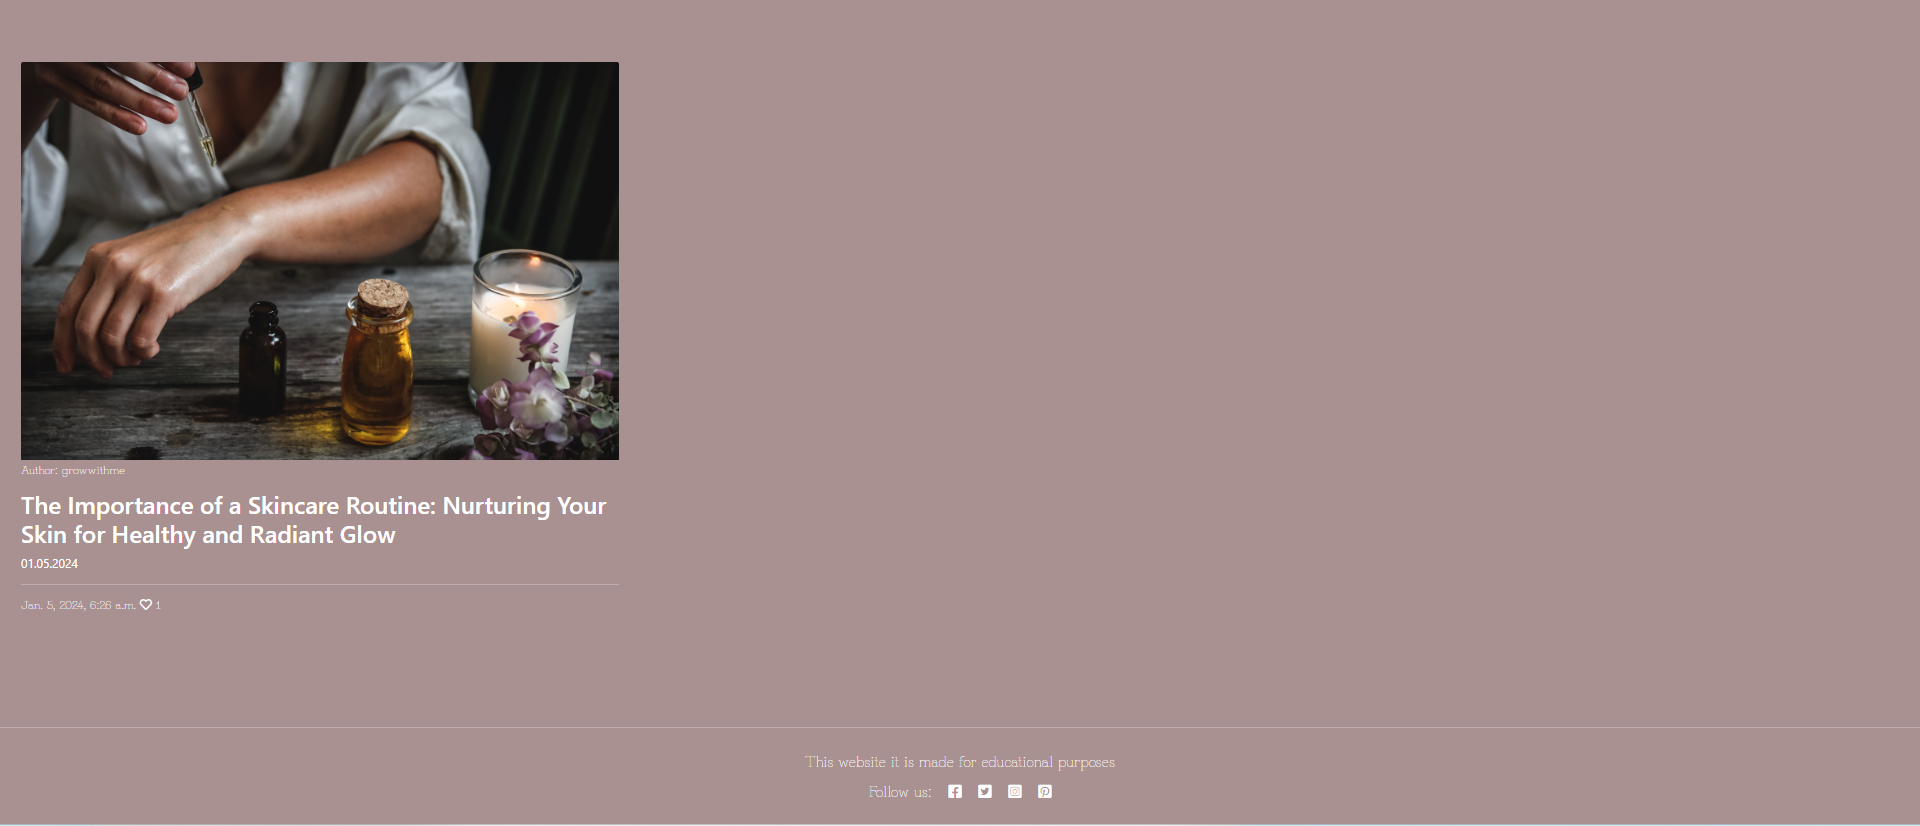 Author: growwithme
The Importance of a Skincare Routine: Nurturing Your
Skin for Healthy and Radiant Glow
01.05.2024
Jan. 5, 2024, 6:26 a.m. 1
This website it is made for educational purposes
Follow us: